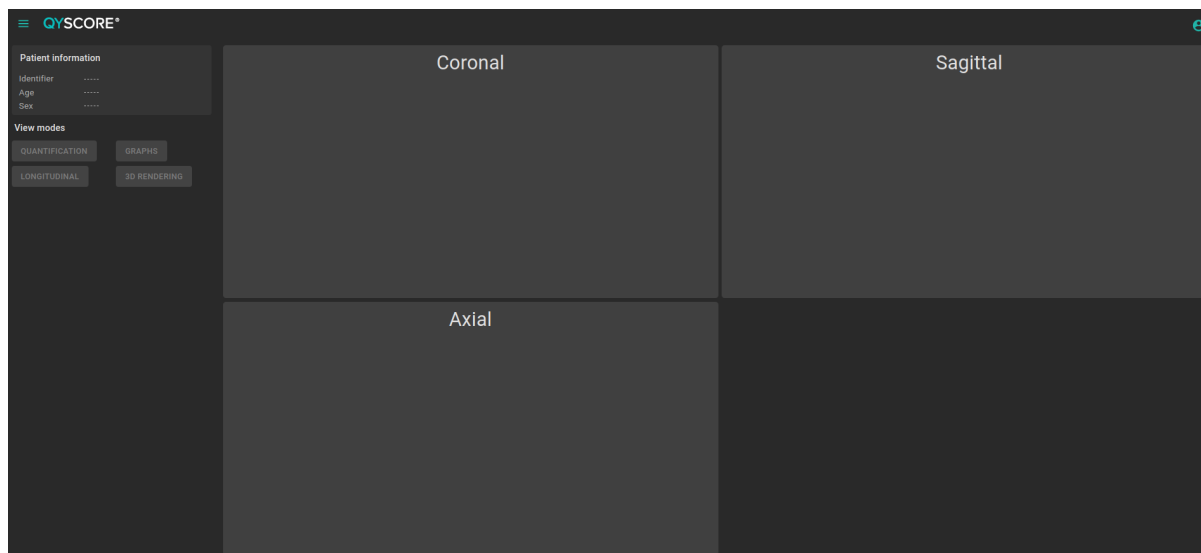 QYSCORE®
Patient information
Identifier -----
Age -----
Sex -----
View modes
QUANTIFICATION GRAPHS
LONGITUDINAL 3D RENDERING
Coronal
Sagittal
Axial